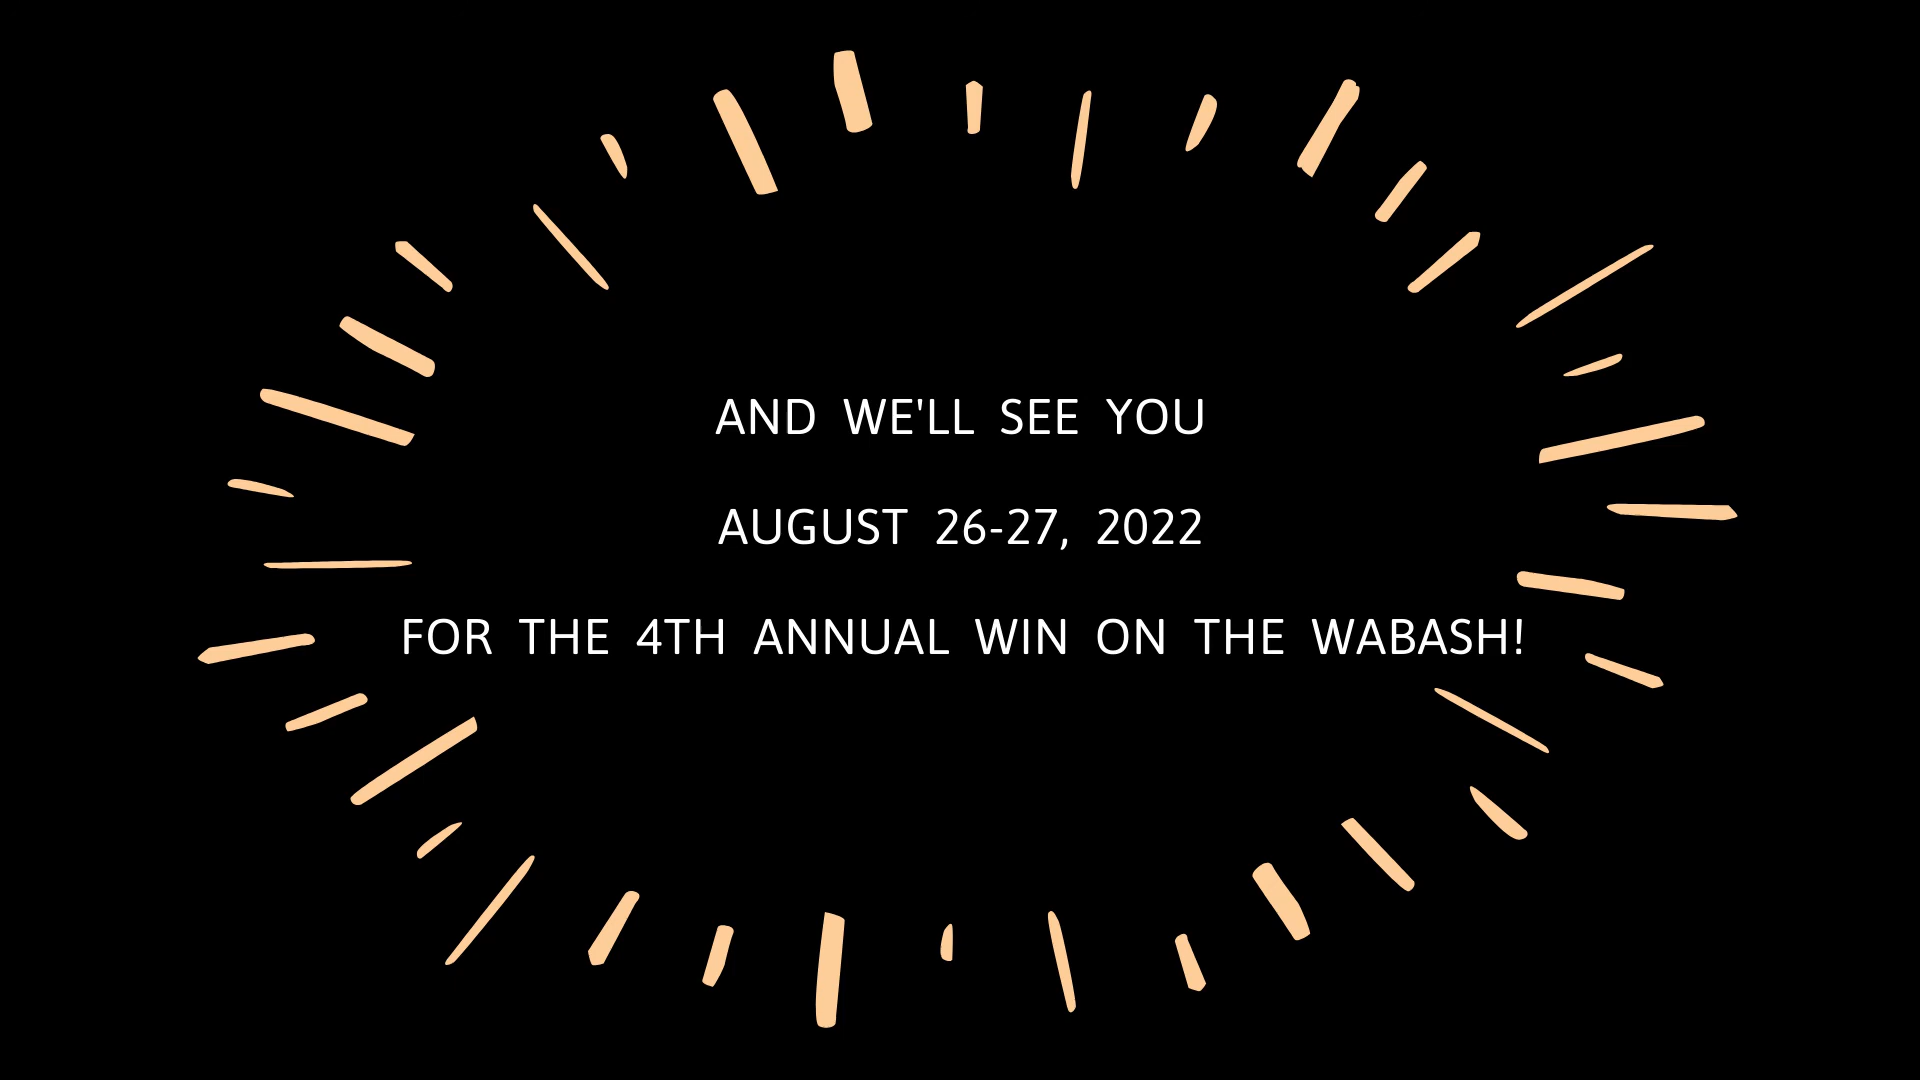 AND WE'LL SEE YOU
AUGUST 26-27, 2022
FOR THE 4TH ANNUAL WIN ON THE WABASH!